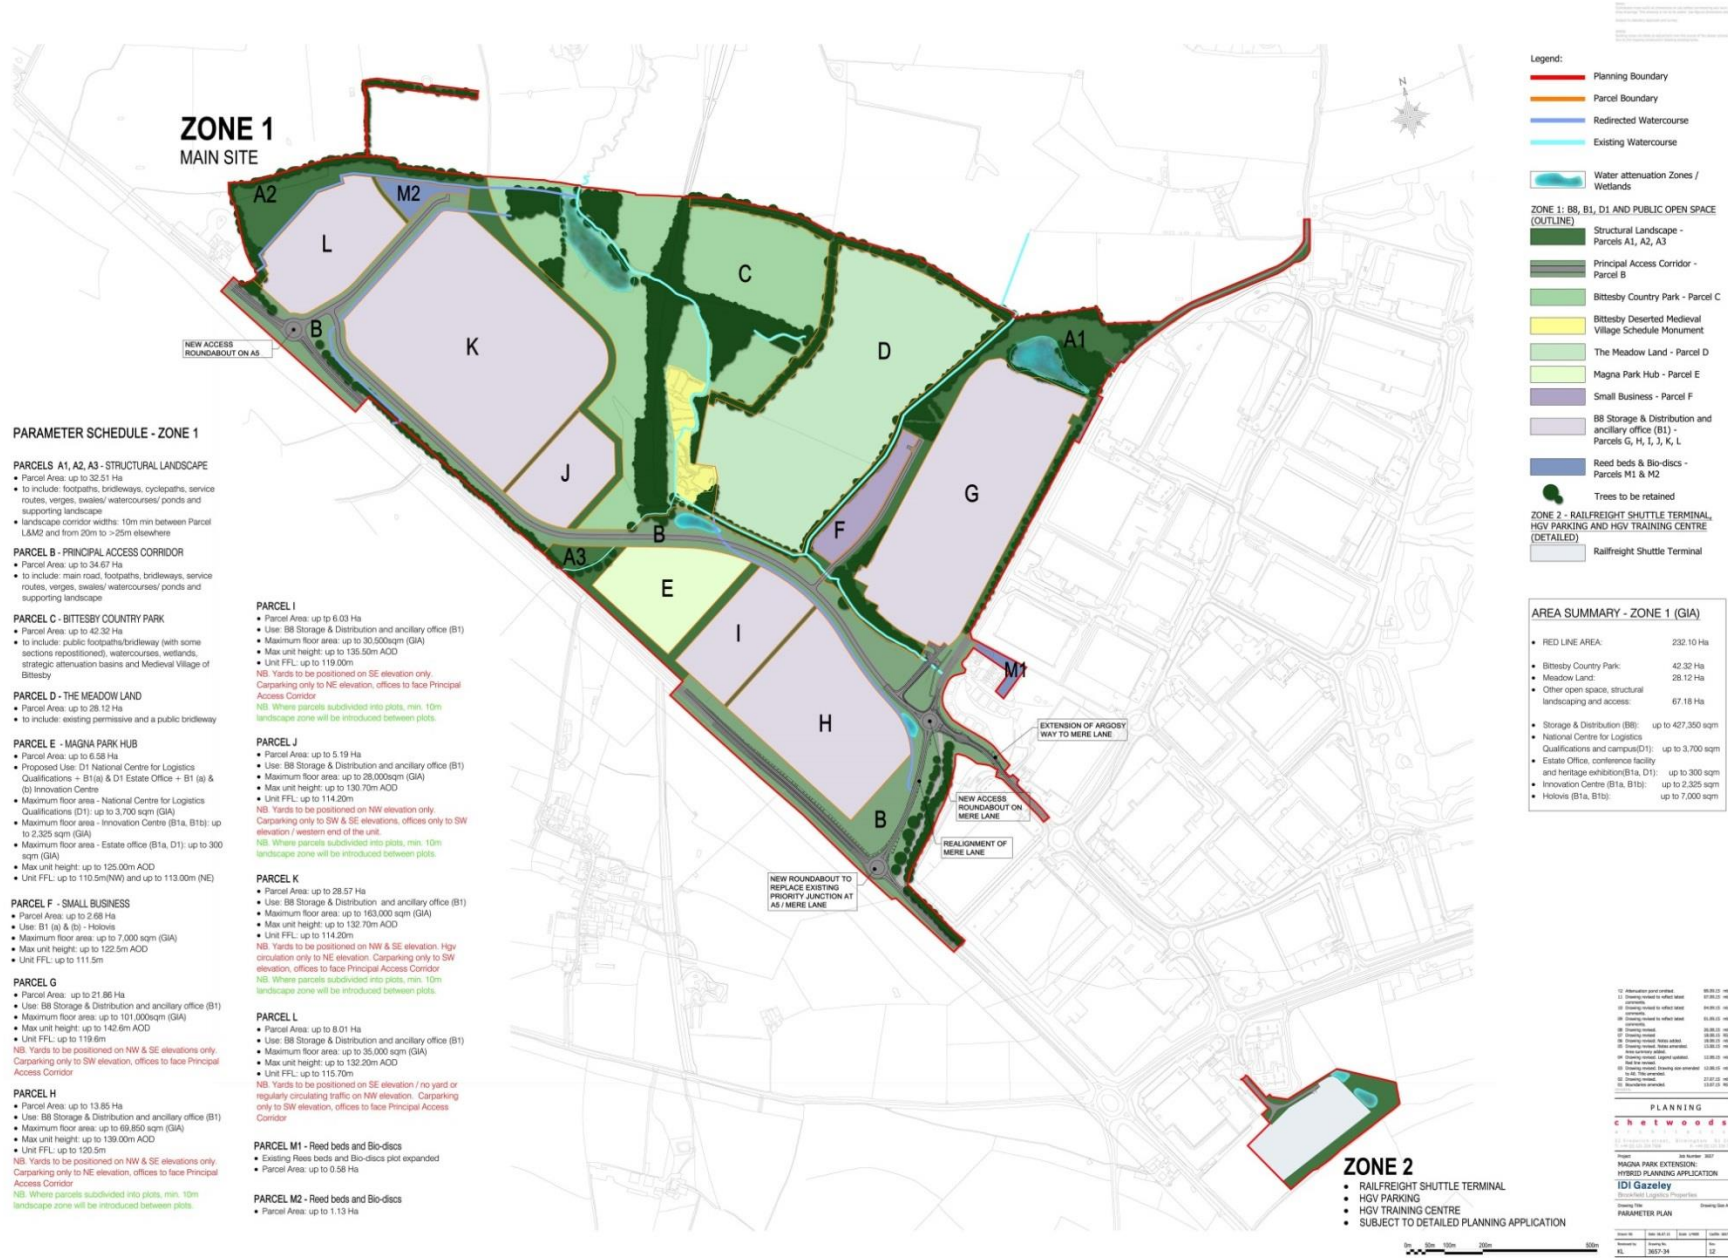 ZONE 1
MAIN SITE
A2
M2
L
B
K
C
D
A1
J
G
F
B
A3
E
I
M1
H
B
N
NEW ACCESS
ROUNDABOUT ON A5
EXTENSION OF ARGOSY
WAY TO MERE LANE
NEW ACCESS
ROUNDABOUT ON
MERE LANE
REALIGNMENT OF
MERE LANE
NEW ROUNDABOUT TO
REPLACE EXISTING
PRIORITY JUNCTION AT
A5 / MERE LANE
PARAMETER SCHEDULE - ZONE 1
PARCELS A1, A2, A3 - STRUCTURAL LANDSCAPE
• Parcel Area: up to 32.51 Ha
• to include: footpaths, bridleways, cyclepaths, service
routes, verges, swales/ watercourses/ ponds and
supporting landscape
• landscape corridor widths: 10m min between Parcel
L&M2 and from 20m to >25m elsewhere
PARCEL B - PRINCIPAL ACCESS CORRIDOR
• Parcel Area: up to 34.67 Ha
• to include: main road, footpaths, bridleways, service
routes, verges, swales/ watercourses/ ponds and
supporting landscape
PARCEL C - BITTESBY COUNTRY PARK
• Parcel Area: up to 42.32 Ha
• to include: public footpaths/bridleway (with some
sections repostitioned), watercourses, wetlands,
strategic attenuation basins and Medieval Village of
Bittesby
PARCEL D - THE MEADOW LAND
• Parcel Area: up to 28.12 Ha
• to include: existing permissive and a public bridleway
PARCEL E - MAGNA PARK HUB
• Parcel Area: up to 6.58 Ha
• Proposed Use: D1 National Centre for Logistics
Qualifications + B1(a) & D1 Estate Office + B1 (a) &
(b) Innovation Centre
• Maximum floor area - National Centre for Logistics
Qualifications (D1): up to 3,700 sqm (GIA)
• Maximum floor area - Innovation Centre (B1a, B1b): up
to 2,325 sqm (GIA)
• Maximum floor area - Estate office (B1a, D1): up to 300
sqm (GIA)
• Max unit height: up to 125.00m AOD
• Unit FFL: up to 110.5m(NW) and up to 113.00m (NE)
PARCEL F - SMALL BUSINESS
• Parcel Area: up to 2.68 Ha
• Use: B1 (a) & (b) - Holovis
• Maximum floor area: up to 7,000 sqm (GIA)
• Max unit height: up to 122.5m AOD
• Unit FFL: up to 111.5m
PARCEL G
• Parcel Area: up to 21.86 Ha
• Use: B8 Storage & Distribution and ancillary office (B1)
• Maximum floor area: up to 101,000sqm (GIA)
• Max unit height: up to 142.6m AOD
• Unit FFL: up to 119.6m
NB. Yards to be positioned on NW & SE elevations only.
Carparking only to SW elevation, offices to face Principal
Access Corridor
PARCEL H
• Parcel Area: up to 13.85 Ha
• Use: B8 Storage & Distribution and ancillary office (B1)
• Maximum floor area: up to 69,850 sqm (GIA)
• Max unit height: up to 139.00m AOD
• Unit FFL: up to 120.5m
NB. Yards to be positioned on NW & SE elevations only.
Carparking only to NE elevation, offices to face Principal
Access Corridor
NB. Where parcels subdivided into plots, min. 10m
landscape zone will be introduced between plots.
PARCEL I
• Parcel Area: up tp 6.03 Ha
• Use: B8 Storage & Distribution and ancillary office (B1)
• Maximum floor area: up to 30,500sqm (GIA)
• Max unit height: up to 135.50m AOD
• Unit FFL: up to 119.00m
NB. Yards to be positioned on SE elevation only.
Carparking only to NE elevation, offices to face Principal
Access Corridor
NB. Where parcels subdivided into plots, min. 10m
landscape zone will be introduced between plots.
PARCEL J
• Parcel Area: up to 5.19 Ha
• Use: B8 Storage & Distribution and ancillary office (B1)
• Maximum floor area: up to 28,000sqm (GIA)
• Max unit height: up to 130.70m AOD
• Unit FFL: up to 114.20m
NB. Yards to be positioned on NW elevation only.
Carparking only to SW & SE elevations, offices only to SW
elevation / western end of the unit.
NB. Where parcels subdivided into plots, min. 10m
landscape zone will be introduced between plots.
PARCEL K
• Parcel Area: up to 28.57 Ha
• Use: B8 Storage & Distribution and ancillary office (B1)
• Maximum floor area: up to 163,000 sqm (GIA)
• Max unit height: up to 132.70m AOD
• Unit FFL: up to 114.20m
NB. Yards to be positioned on NW & SE elevation. Hgv
circulation only to NE elevation. Carparking only to SW
elevation, offices to face Principal Access Corridor
NB. Where parcels subdivided into plots, min. 10m
landscape zone will be introduced between plots.
PARCEL L
• Parcel Area: up to 8.01 Ha
• Use: B8 Storage & Distribution and ancillary office (B1)
• Maximum floor area: up to 35,000 sqm (GIA)
• Max unit height: up to 132.20m AOD
• Unit FFL: up to 115.70m
NB. Yards to be positioned on SE elevation / no yard or
regularly circulating traffic on NW elevation. Carparking
only to SW elevation, offices to face Principal Access
Corridor
PARCEL M1 - Reed beds and Bio-discs
• Existing Rees beds and Bio-discs plot expanded
• Parcel Area: up to 0.58 Ha
PARCEL M2 - Reed beds and Bio-discs
• Parcel Area: up to 1.13 Ha
Legend:
Planning Boundary
Parcel Boundary
Redirected Watercourse
Existing Watercourse
Water attenuation Zones /
Wetlands
ZONE 1: B8, B1, D1 AND PUBLIC OPEN SPACE
(OUTLINE)
Structural Landscape -
Parcels A1, A2, A3
Principal Access Corridor -
Parcel B
Bittesby Country Park - Parcel C
Bittesby Deserted Medieval
Village Schedule Monument
The Meadow Land - Parcel D
Magna Park Hub - Parcel E
Small Business - Parcel F
B8 Storage & Distribution and
ancillary office (B1) -
Parcels G, H, I, J, K, L
Reed beds & Bio-discs -
Parcels M1 & M2
Trees to be retained
ZONE 2 - RAILFREIGHT SHUTTLE TERMINAL,
HGV PARKING AND HGV TRAINING CENTRE
(DETAILED)
Railfreight Shuttle Terminal
AREA SUMMARY - ZONE 1 (GIA)
• RED LINE AREA: 232.10 Ha
• Bittesby Country Park: 42.32 Ha
• Meadow Land: 28.12 Ha
• Other open space, structural
landscaping and access: 67.18 Ha
• Storage & Distribution (B8): up to 427,350 sqm
• National Centre for Logistics
Qualifications and campus(D1): up to 3,700 sqm
• Estate Office, conference facility
and heritage exhibition(B1a, D1): up to 300 sqm
• Innovation Centre (B1a, B1b): up to 2,325 sqm
• Holovis (B1a, B1b): up to 7,000 sqm
ZONE 2
• RAILFREIGHT SHUTTLE TERMINAL
• HGV PARKING
• HGV TRAINING CENTRE
• SUBJECT TO DETAILED PLANNING APPLICATION
0m 50m 100m 200m 500m
PLANNING
chetwoods
Project Job Number 3657
MAGNA PARK EXTENSION:
HYBRID PLANNING APPLICATION
IDI Gazeley
Brookfield Logistics Properties
Drawing Title
PARAMETER PLAN
KL 3657-34 12